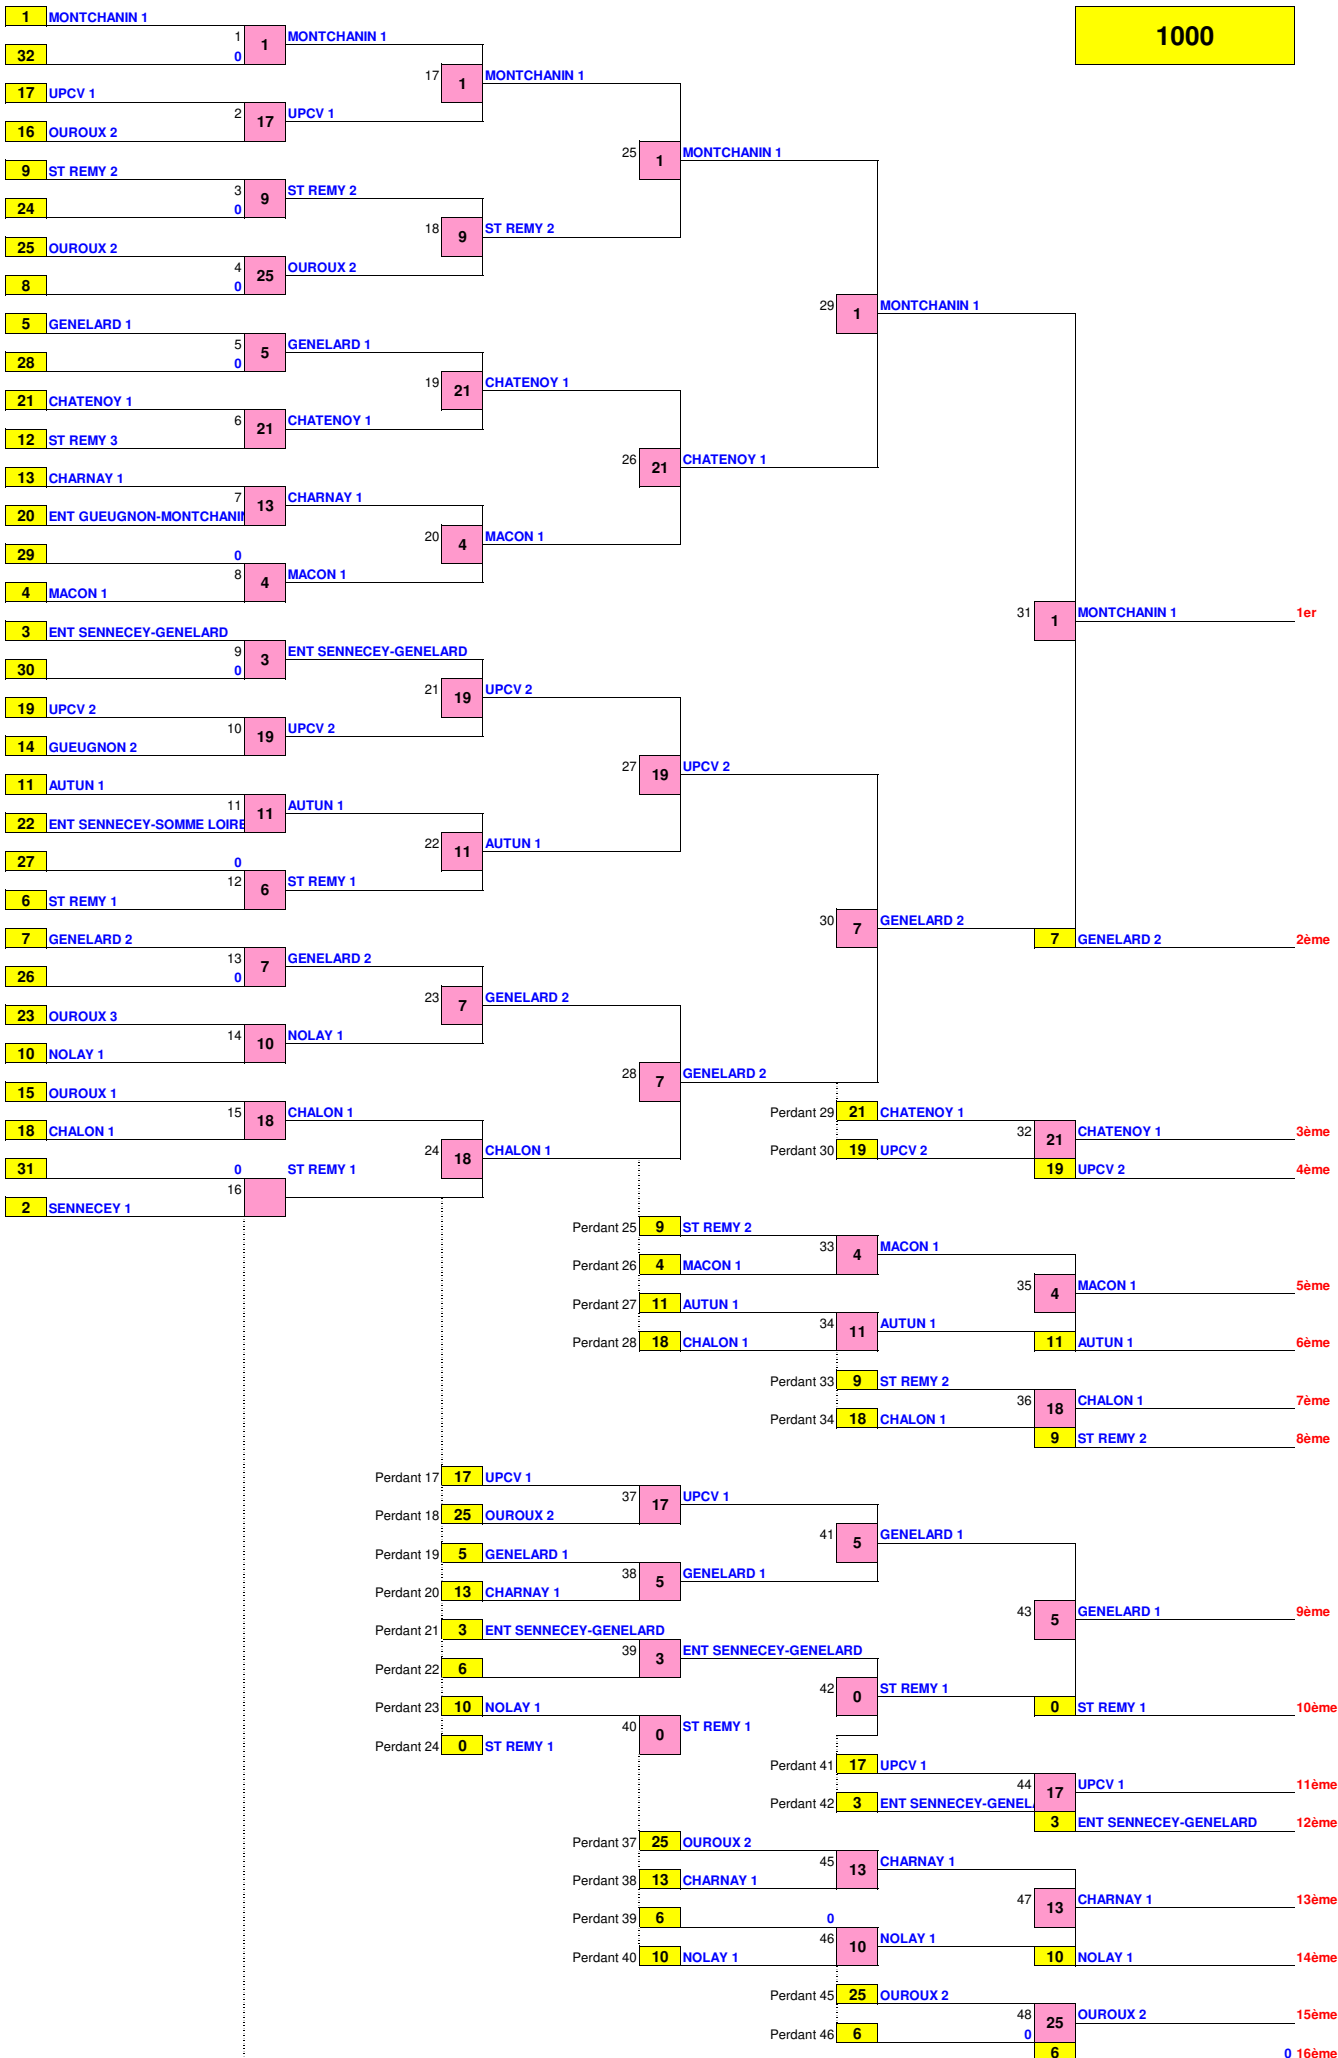 1 MONTCHANIN 1
1000
1 1 MONTCHANIN 1
32 0
17 1 MONTCHANIN 1
17 UPCV 1
2 17 UPCV 1
16 OUROUX 2
25 1 MONTCHANIN 1
9 ST REMY 2
3 9 ST REMY 2
24 0
18 9 ST REMY 2
25 OUROUX 2
4 25 OUROUX 2
8 0
29 1 MONTCHANIN 1
5 GENELARD 1
5 5 GENELARD 1
28 0
19 21 CHATENOY 1
21 CHATENOY 1
6 21 CHATENOY 1
12 ST REMY 3
26 21 CHATENOY 1
13 CHARNAY 1
7 13 CHARNAY 1
20 ENT GUEUGNON-MONTCHANIN
20 4 MACON 1
29 0
8 4 MACON 1
4 MACON 1
31 1 MONTCHANIN 1 1er
3 ENT SENNECEY-GENELARD
9 3 ENT SENNECEY-GENELARD
30 0
21 19 UPCV 2
19 UPCV 2
10 19 UPCV 2
14 GUEUGNON 2
27 19 UPCV 2
11 AUTUN 1
11 11 AUTUN 1
22 ENT SENNECEY-SOMME LOIRE
22 11 AUTUN 1
27 0
12 6 ST REMY 1
6 ST REMY 1
30 7 GENELARD 2
7 GENELARD 2
7 GENELARD 2 2ème
13 7 GENELARD 2
26 0
23 7 GENELARD 2
23 OUROUX 3
14 10 NOLAY 1
10 NOLAY 1
28 7 GENELARD 2
15 OUROUX 1
15 18 CHALON 1
Perdant 29 21 CHATENOY 1
18 CHALON 1
32 21 CHATENOY 1 3ème
24 18 CHALON 1
Perdant 30 19 UPCV 2
31 0 ST REMY 1
19 UPCV 2 4ème
16
2 SENNECEY 1
Perdant 25 9 ST REMY 2
33 4 MACON 1
Perdant 26 4 MACON 1
35 4 MACON 1 5ème
Perdant 27 11 AUTUN 1
34 11 AUTUN 1
Perdant 28 18 CHALON 1
11 AUTUN 1 6ème
Perdant 33 9 ST REMY 2
36 18 CHALON 1 7ème
Perdant 34 18 CHALON 1
9 ST REMY 2 8ème
Perdant 17 17 UPCV 1
37 17 UPCV 1
Perdant 18 25 OUROUX 2
41 5 GENELARD 1
Perdant 19 5 GENELARD 1
38 5 GENELARD 1
Perdant 20 13 CHARNAY 1
43 5 GENELARD 1 9ème
Perdant 21 3 ENT SENNECEY-GENELARD
39 3 ENT SENNECEY-GENELARD
Perdant 22 6
42 0 ST REMY 1
Perdant 23 10 NOLAY 1
0 ST REMY 1 10ème
40 0 ST REMY 1
Perdant 24 0 ST REMY 1
Perdant 41 17 UPCV 1
44 17 UPCV 1 11ème
Perdant 42 3 ENT SENNECEY-GENEL
3 ENT SENNECEY-GENELARD 12ème
Perdant 37 25 OUROUX 2
45 13 CHARNAY 1
Perdant 38 13 CHARNAY 1
47 13 CHARNAY 1 13ème
Perdant 39 6 0
46 10 NOLAY 1
Perdant 40 10 NOLAY 1
10 NOLAY 1 14ème
Perdant 45 25 OUROUX 2
48 25 OUROUX 2 15ème
Perdant 46 6 0
6 0 16ème